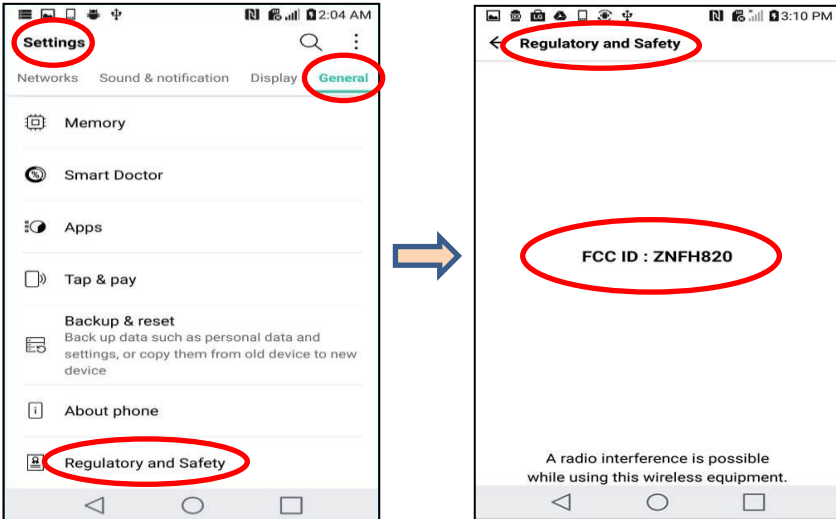 2:04 AM
Settings
Networks Sound & notification Display General
Memory
Smart Doctor
Apps
Tap & pay
Backup & reset
Back up data such as personal data and
settings, or copy them from old device to new
device
About phone
Regulatory and Safety
3:10 PM
Regulatory and Safety
FCC ID : ZNFH820
A radio interference is possible
while using this wireless equipment.